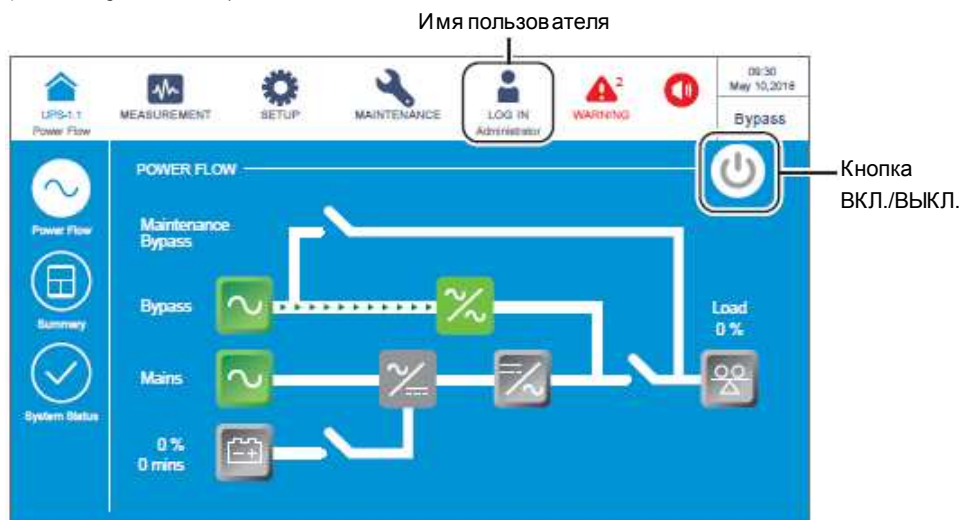 Имя пользователя
09:30
May 10,2016
2
UPS-1.1
MEASUREMENT
SETUP
MAINTENANCE
LOG IN
WARNING
Power Flow
Administrator
Bypass
POWER FLOW
Кнопка
ВКЛ./ВЫКЛ.
Power Flow
Maintenance
Bypass
Bypass
Load
0 %
Summary
Mains
System Status
0 %
0 mins